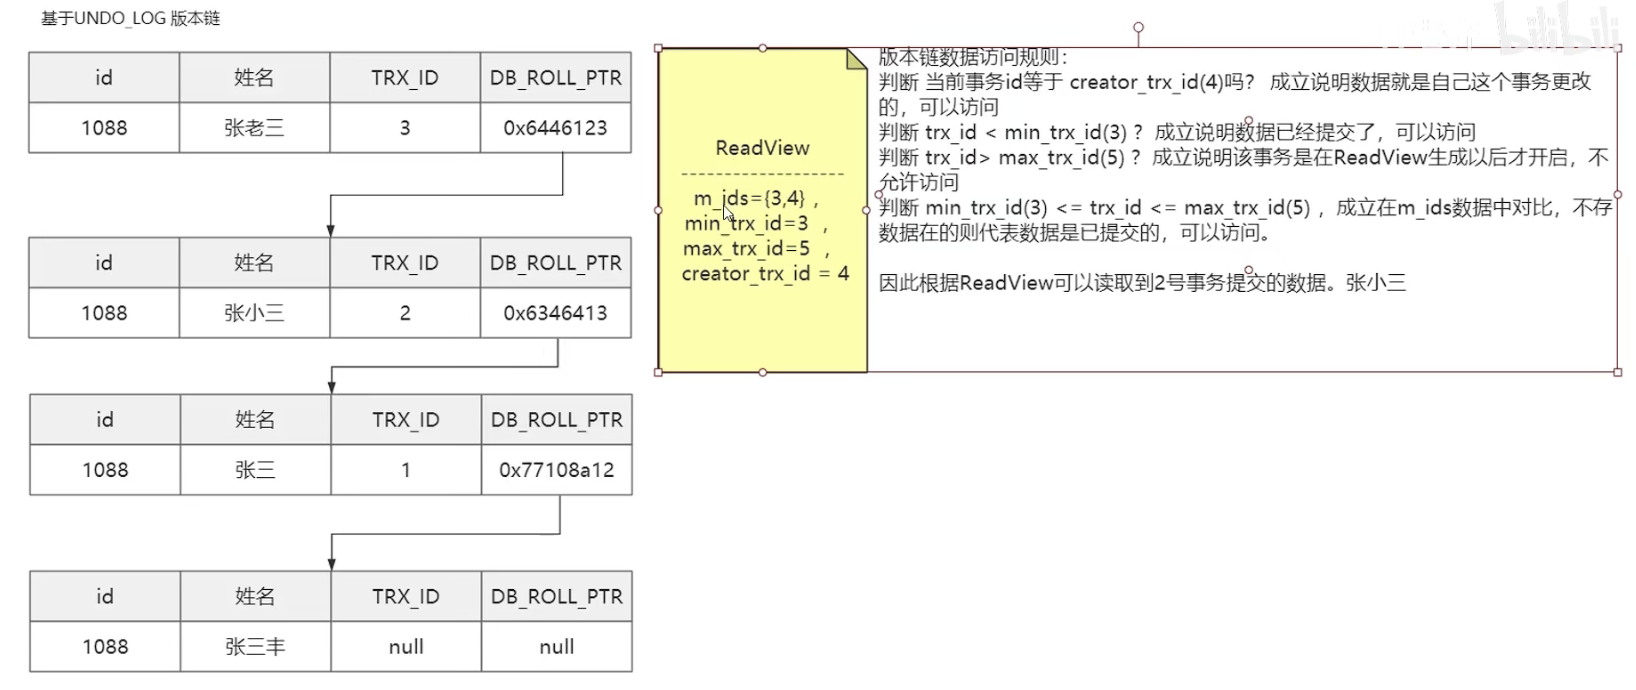 基于UNDO_LOG 版本链
id 姓名 TRX_ID DB_ROLL_PTR
1088 张老三 3 0x6446123
id 姓名 TRX_ID DB_ROLL_PTR
1088 张小三 2 0x6346413
id 姓名 TRX_ID DB_ROLL_PTR
1088 张三 1 0x77108a12
id 姓名 TRX_ID DB_ROLL_PTR
1088 张三丰 null null
ReadView
m_ids={3,4} ，
min_trx_id=3 ，
max_trx_id=5 ，
creator_trx_id = 4
版本链数据访问规则：
判断 当前事务id等于 creator_trx_id(4)吗？ 成立说明数据就是自己这个事务更改
的，可以访问
判断 trx_id < min_trx_id(3) ？成立说明数据已经提交了，可以访问
判断 trx_id> max_trx_id(5) ？成立说明该事务是在ReadView生成以后才开启，不
允许访问
判断 min_trx_id(3) <= trx_id <= max_trx_id(5) ，成立在m_ids数据中对比，不存
数据在的则代表数据是已提交的，可以访问。
因此根据ReadView可以读取到2号事务提交的数据。张小三
bilibili